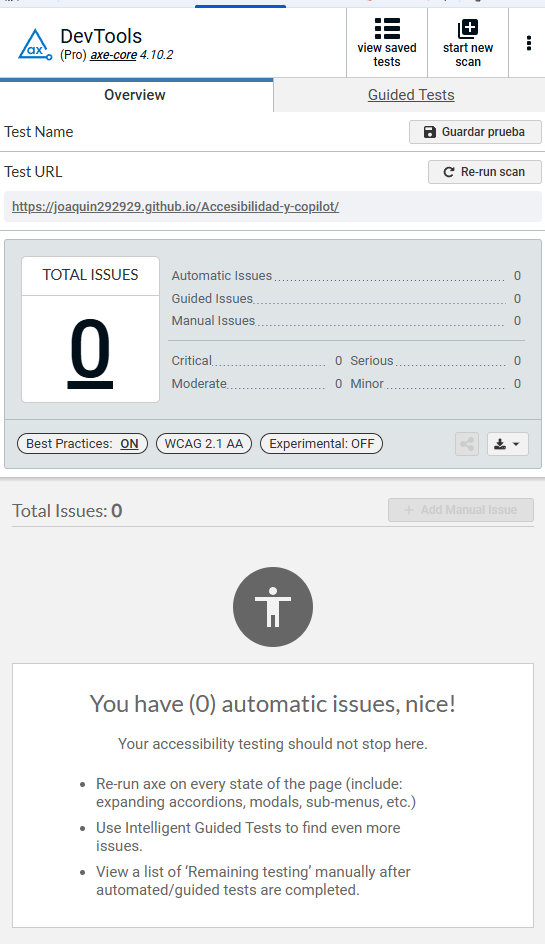 DevTools
ax
(Pro) axe-core 4.10.2
view saved
tests
start new
scan
Overview
Guided Tests
Test Name
Guardar prueba
Test URL
Re-run scan
https://joaquin292929.github.io/Accesibilidad-y-copilot/
TOTAL ISSUES
0
Automatic Issues 0
Guided Issues 0
Manual Issues 0
Critical 0 Serious 0
Moderate 0 Minor 0
Best Practices: ON
WCAG 2.1 AA
Experimental: OFF
Total Issues: 0
+ Add Manual Issue
You have (0) automatic issues, nice!
Your accessibility testing should not stop here.
• Re-run axe on every state of the page (include:
expanding accordions, modals, sub-menus, etc.)
• Use Intelligent Guided Tests to find even more
issues.
• View a list of ‘Remaining testing’ manually after
automated/guided tests are completed.